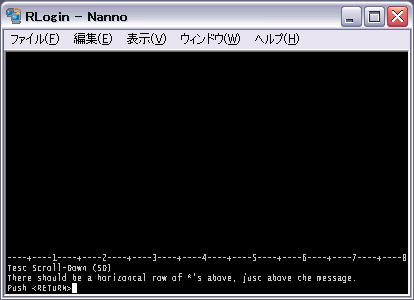 RLogin - Nanno
ファイル(F) 編集(E) 表示(V) ウィンドウ(W) ヘルプ(H)
----+----1----+----2----+----3----+----4----+----5----+----6----+----7----+----8
Test Scroll-Down (SD)
There should be a horizontal row of *'s above, just above the message.
Push <RETURN>